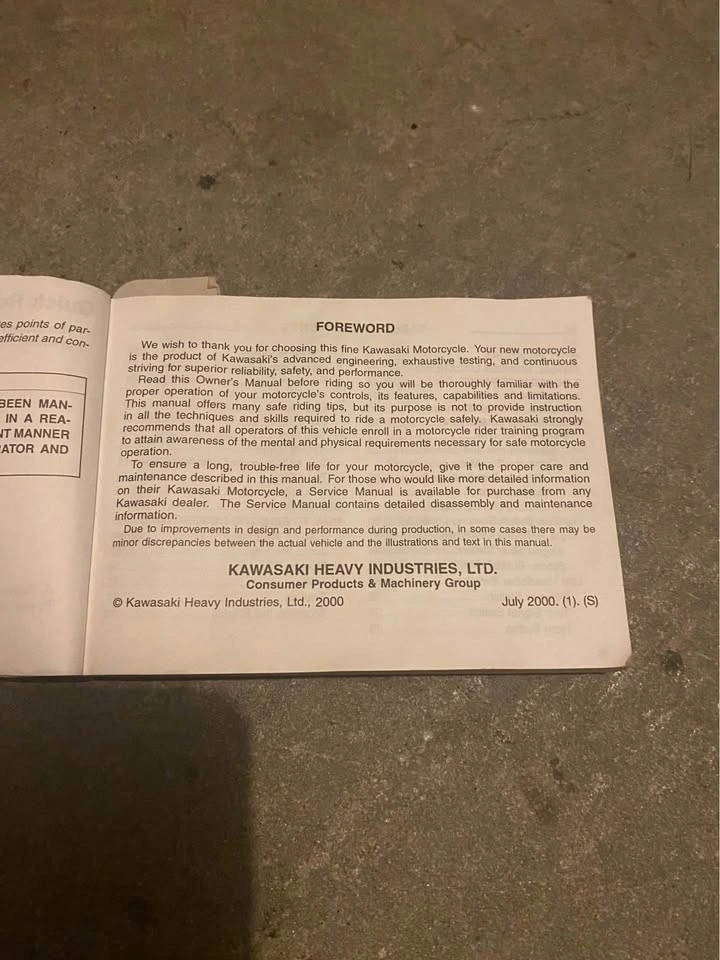 es points of par-
efficient and con-
BEEN MAN-
IN A REA-
NT MANNER
ATOR AND
FOREWORD
We wish to thank you for choosing this fine Kawasaki Motorcycle. Your new motorcycle
is the product of Kawasaki's advanced engineering, exhaustive testing, and continuous
striving for superior reliability, safety, and performance.
Read this Owner's Manual before riding so you will be thoroughly familiar with the
proper operation of your motorcycle's controls, its features, capabilities and limitations.
This manual offers many safe riding tips, but its purpose is not to provide instruction
in all the techniques and skills required to ride a motorcycle safely. Kawasaki strongly
recommends that all operators of this vehicle enroll in a motorcycle rider training program
to attain awareness of the mental and physical requirements necessary for safe motorcycle
operation.
To ensure a long, trouble-free life for your motorcycle, give it the proper care and
maintenance described in this manual. For those who would like more detailed information
on their Kawasaki Motorcycle, a Service Manual is available for purchase from any
Kawasaki dealer. The Service Manual contains detailed disassembly and maintenance
information.
Due to improvements in design and performance during production, in some cases there may be
minor discrepancies between the actual vehicle and the illustrations and text in this manual.
KAWASAKI HEAVY INDUSTRIES, LTD.
Consumer Products & Machinery Group
© Kawasaki Heavy Industries, Ltd., 2000 July 2000. (1). (S)